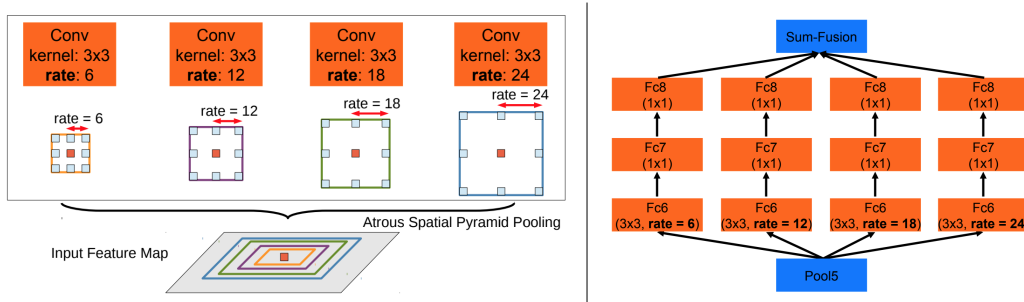 Conv
kernel: 3x3
rate: 6
Conv
kernel: 3x3
rate: 12
Conv
kernel: 3x3
rate: 18
Conv
kernel: 3x3
rate: 24
rate = 6
rate = 12
rate = 18
rate = 24
Atrous Spatial Pyramid Pooling
Input Feature Map
Sum-Fusion
Fc8
(1x1)
Fc8
(1x1)
Fc8
(1x1)
Fc8
(1x1)
Fc7
(1x1)
Fc7
(1x1)
Fc7
(1x1)
Fc7
(1x1)
Fc6
(3x3, rate = 6)
Fc6
(3x3, rate = 12)
Fc6
(3x3, rate = 18)
Fc6
(3x3, rate = 24)
Pool5